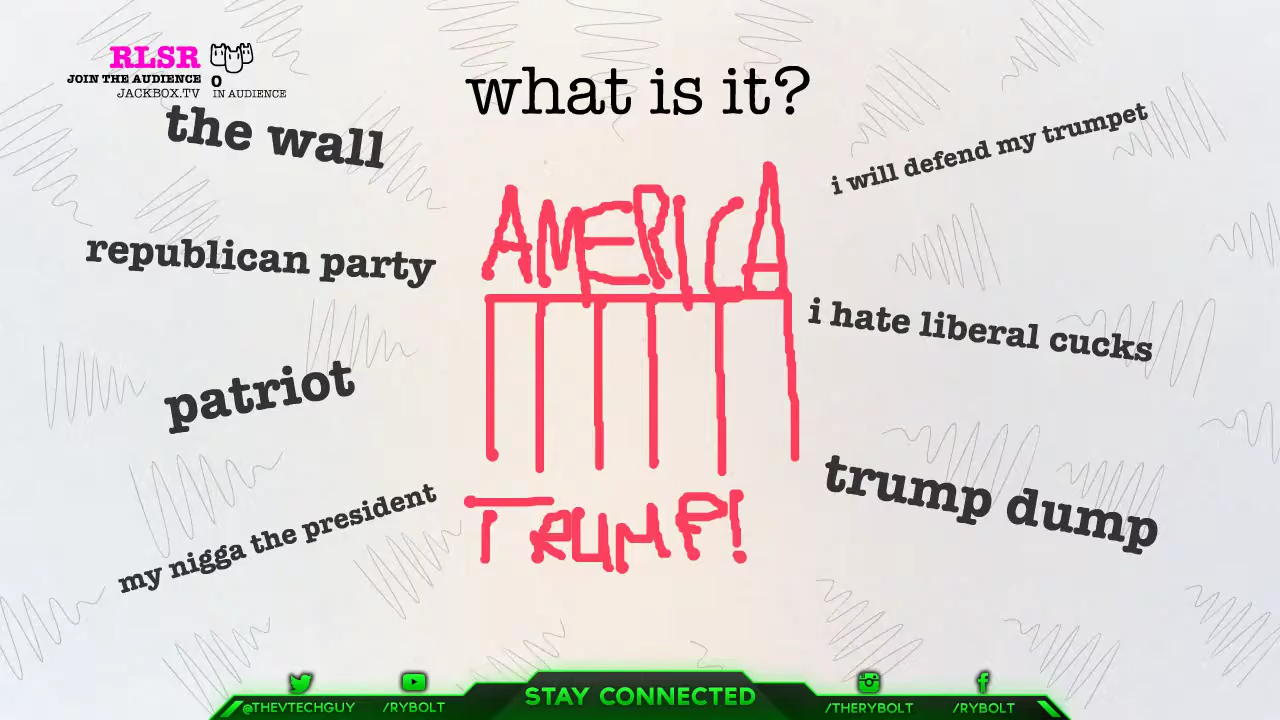 RLSR
JOIN THE AUDIENCE
JACKBOX.TV
0
IN AUDIENCE
what is it?
the wall
republican party
patriot
my nigga the president
AMERICA
TRUMP!
i will defend my trumpet
i hate liberal cucks
trump dump
STAY CONNECTED
@THEVTECHGUY
/RYBOLT
/THERYBOLT
/RYBOLT